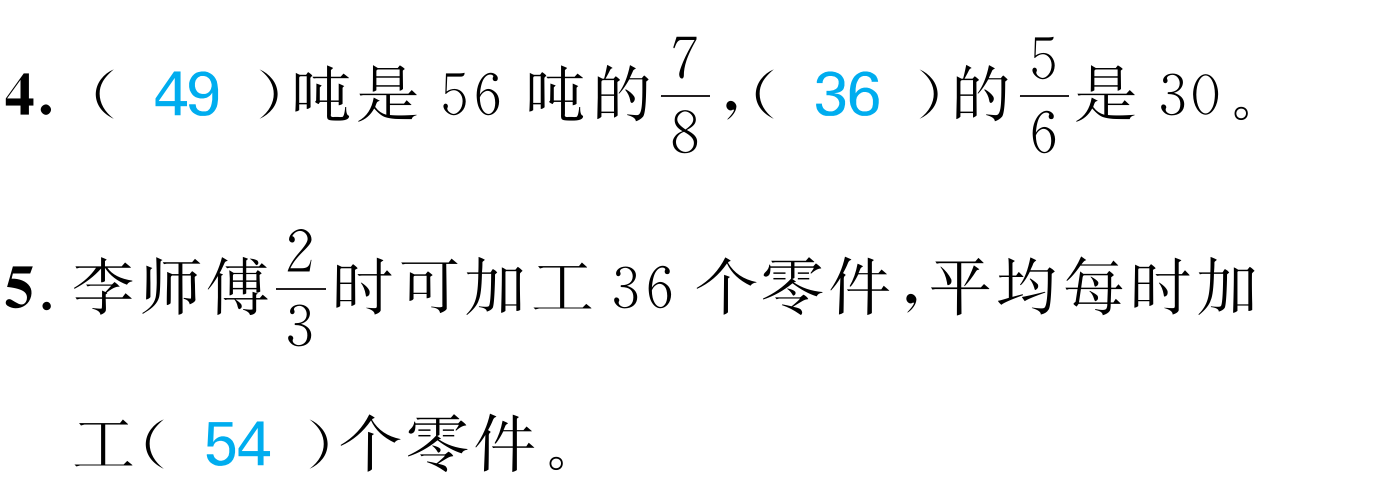 4. ( 49 )吨是 56 吨的7/8,( 36 )的5/6是 30。
5. 李师傅2/3时可加工 36 个零件,平均每时加
工( 54 )个零件。